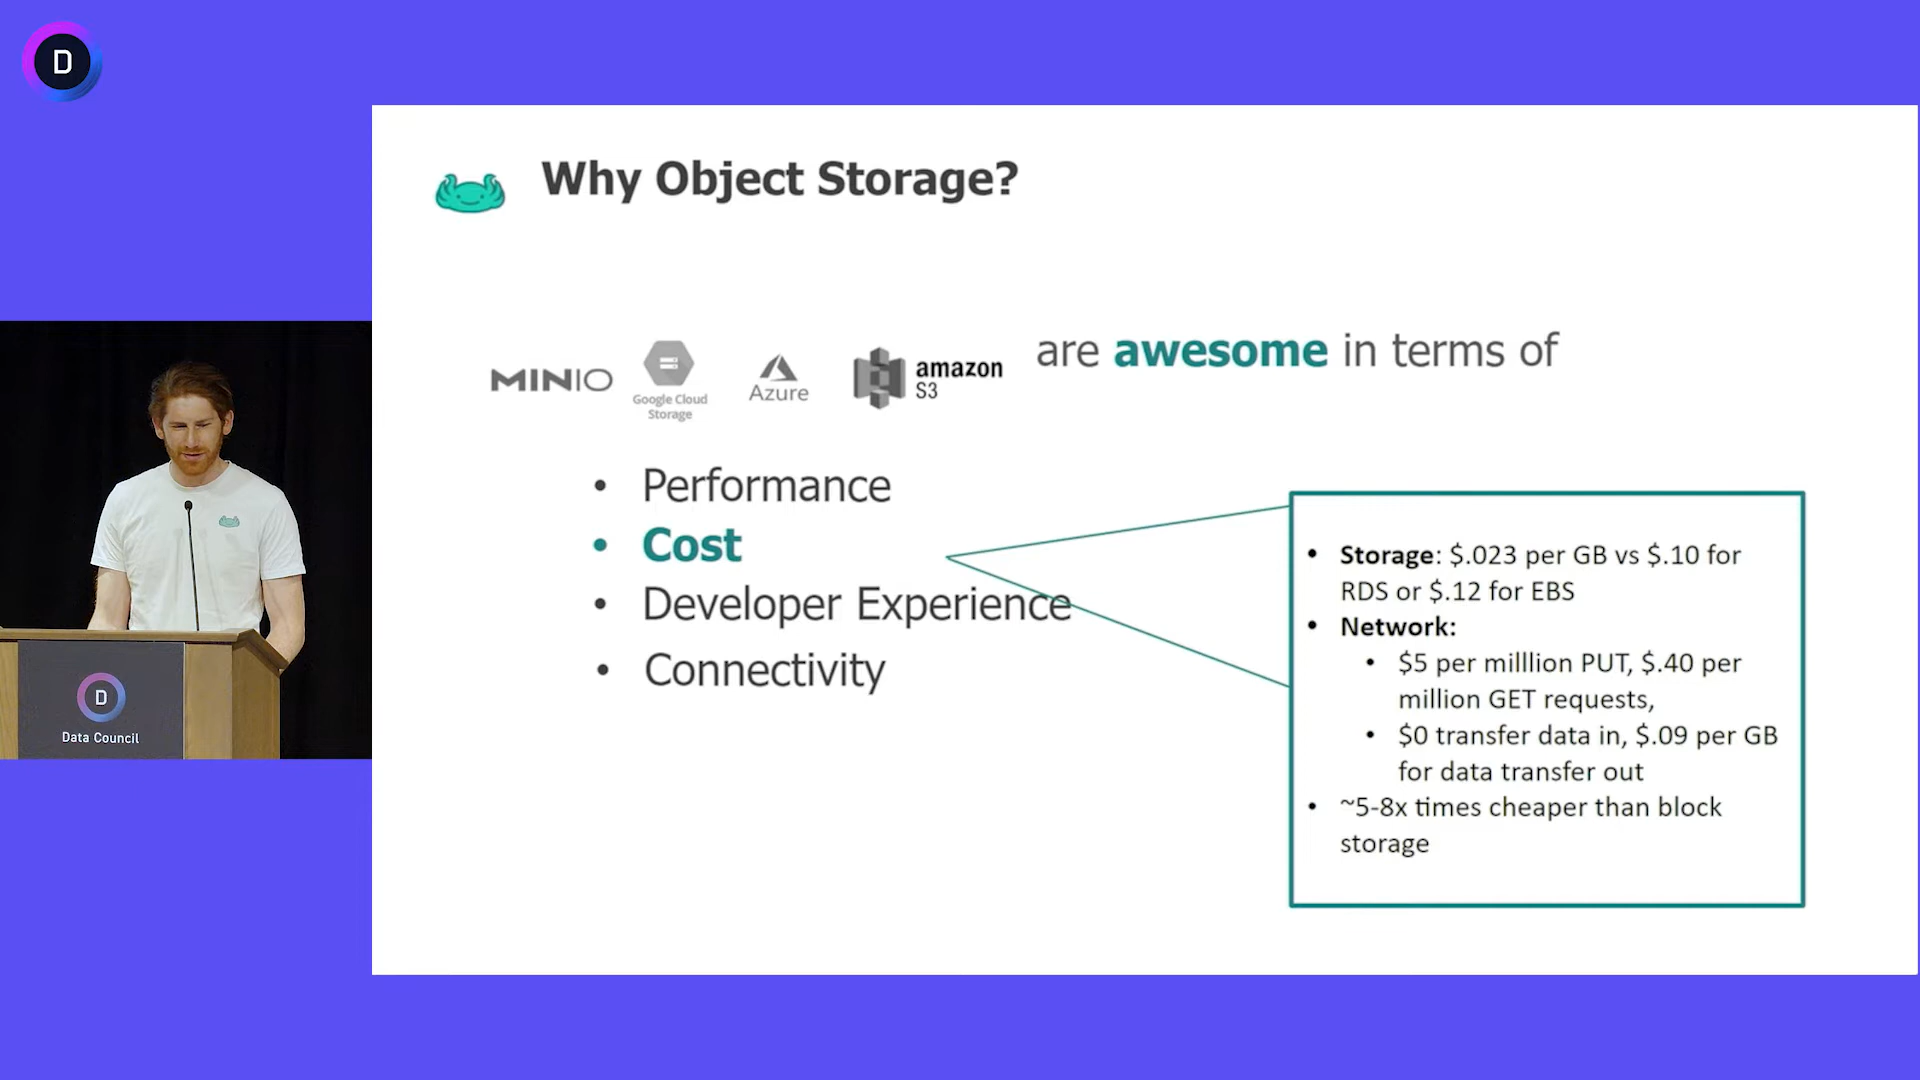 D
Why Object Storage?
MINIO
Google Cloud
Storage
Azure
amazon
S3
are awesome in terms of
• Performance
• Cost
• Developer Experience
• Connectivity
• Storage: $.023 per GB vs $.10 for
RDS or $.12 for EBS
• Network:
• $5 per milllion PUT, $.40 per
million GET requests,
• $0 transfer data in, $.09 per GB
for data transfer out
• ~5-8x times cheaper than block
storage
D
Data Council